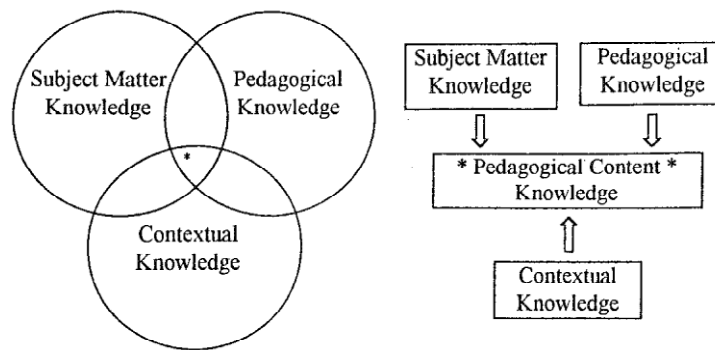 Subject Matter
Knowledge
Pedagogical
Knowledge
*
Contextual
Knowledge
Subject Matter
Knowledge
Pedagogical
Knowledge
* Pedagogical Content *
Knowledge
Contextual
Knowledge